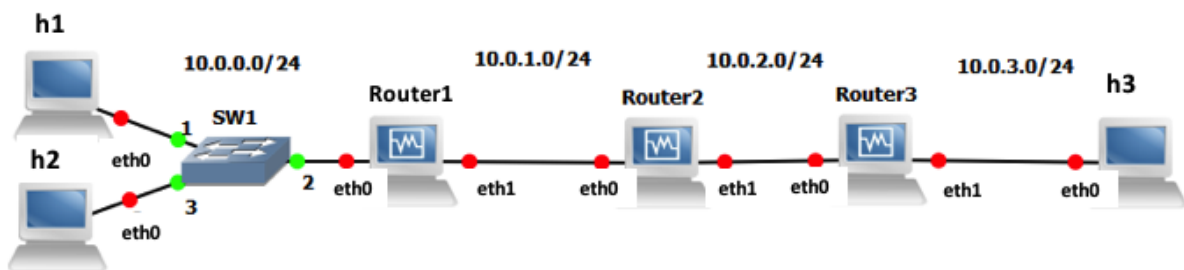 h1
10.0.0.0/24
10.0.1.0/24
10.0.2.0/24
10.0.3.0/24
h3
Router1
Router2
Router3
SW1
1
h2
eth0
2
eth0
eth1
eth0
eth1
eth0
eth1
eth0
3
eth0